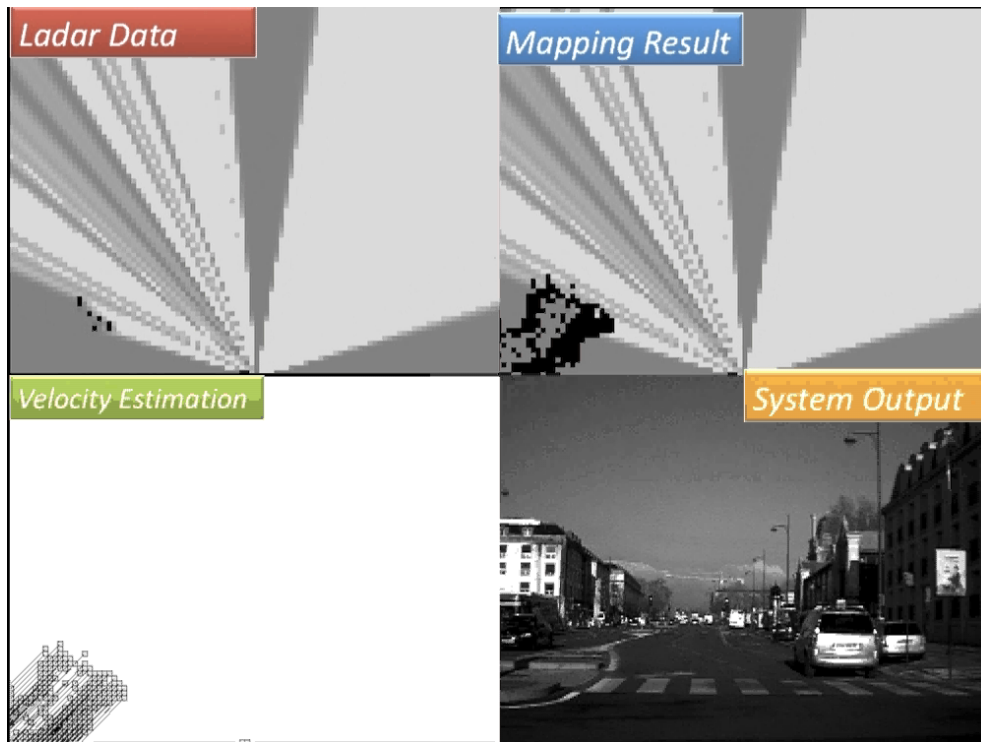 Ladar Data
Mapping Result
Velocity Estimation
System Output